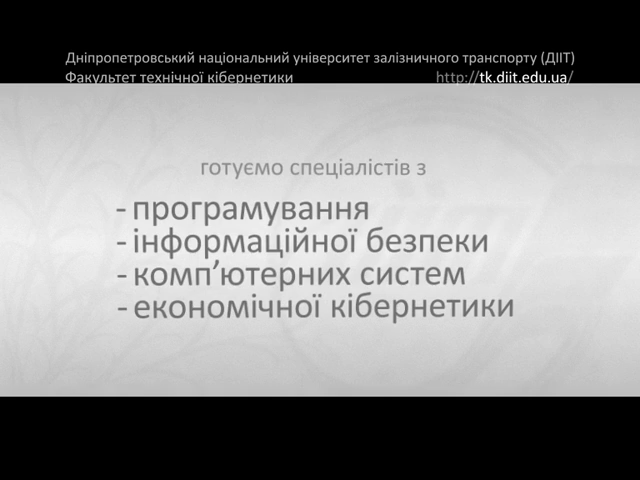 Дніпропетровський національний університет залізничного транспорту (ДІІТ)
Факультет технічної кібернетики http://tk.diit.edu.ua/
готуємо спеціалістів з
- програмування
- інформаційної безпеки
- комп’ютерних систем
- економічної кібернетики